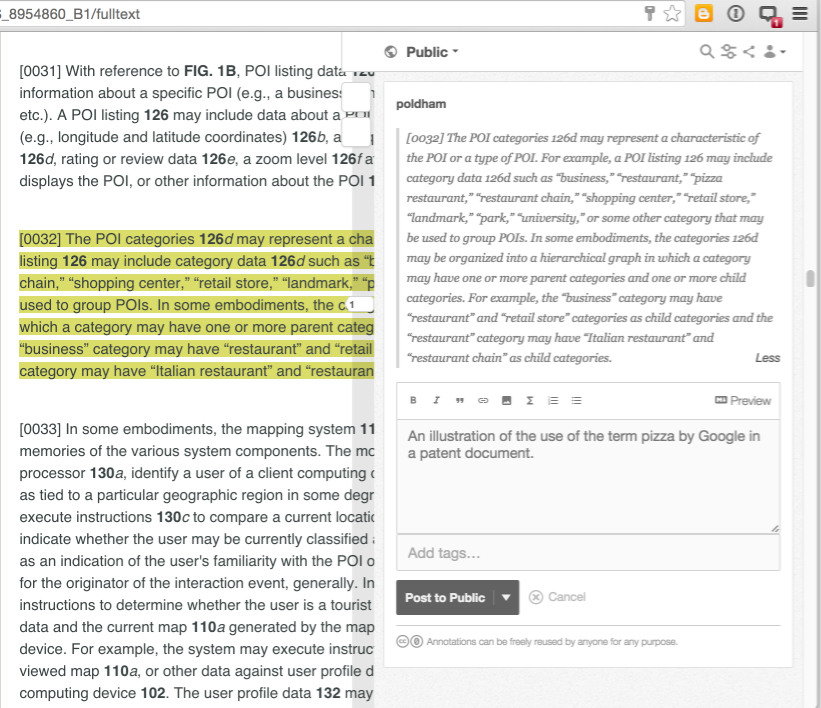 S_8954860_B1/fulltext
1
Public
[0031] With reference to FIG. 1B, POI listing data 126
information about a specific POI (e.g., a business
etc.). A POI listing 126 may include data about a POI
(e.g., longitude and latitude coordinates) 126b, a
126d, rating or review data 126e, a zoom level 126f a
displays the POI, or other information about the POI 1
[0032] The POI categories 126d may represent a cha
listing 126 may include category data 126d such as “b
chain,” “shopping center,” “retail store,” “landmark,” “p
used to group POIs. In some embodiments, the c
1
which a category may have one or more parent categ
“business” category may have “restaurant” and “retail
category may have “Italian restaurant” and “restauran
[0033] In some embodiments, the mapping system 11
memories of the various system components. The mo
processor 130a, identify a user of a client computing c
as tied to a particular geographic region in some degr
execute instructions 130c to compare a current locatic
indicate whether the user may be currently classified a
as an indication of the user's familiarity with the POI o
for the originator of the interaction event, generally. In
instructions to determine whether the user is a tourist
data and the current map 110a generated by the map
device. For example, the system may execute instruc
viewed map 110a, or other data against user profile d
computing device 102. The user profile data 132 may
poldham
[0032] The POI categories 126d may represent a characteristic of
the POI or a type of POI. For example, a POI listing 126 may include
category data 126d such as “business,” “restaurant,” “pizza
restaurant,” “restaurant chain,” “shopping center,” “retail store,”
“landmark,” “park,” “university,” or some other category that may
be used to group POIs. In some embodiments, the categories 126d
may be organized into a hierarchical graph in which a category
may have one or more parent categories and one or more child
categories. For example, the “business” category may have
“restaurant” and “retail store” categories as child categories and the
“restaurant” category may have “Italian restaurant” and
“restaurant chain” as child categories.
Less
B I ” Σ
Preview
An illustration of the use of the term pizza by Google in
a patent document.
Add tags...
Post to Public
Cancel
Annotations can be freely reused by anyone for any purpose.